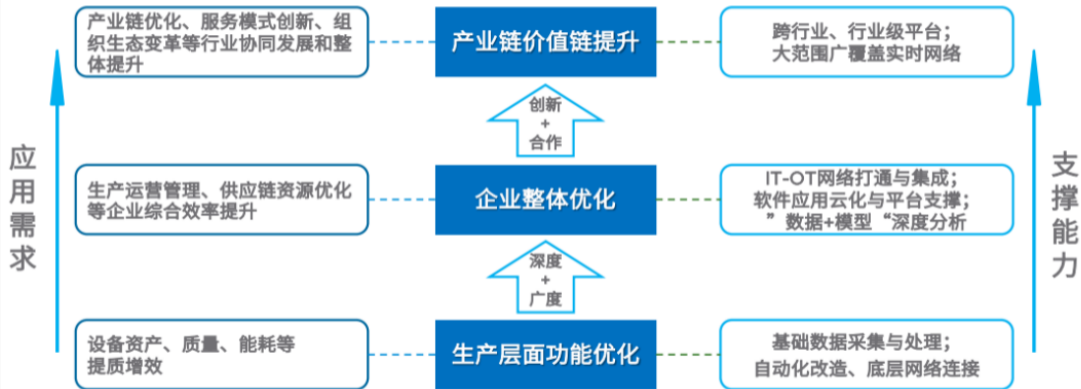 产业链优化、服务模式创新、组
织生态变革等行业协同发展和整
体提升
产业链价值链提升
跨行业、行业级平台；
大范围广覆盖实时网络
创新
+
合作
应用需求
生产运营管理、供应链资源优化
等企业综合效率提升
企业整体优化
IT-OT网络打通与集成；
软件应用云化与平台支撑；
”数据+模型“深度分析
支撑能力
深度
+
广度
设备资产、质量、能耗等
提质增效
生产层面功能优化
基础数据采集与处理；
自动化改造、底层网络连接